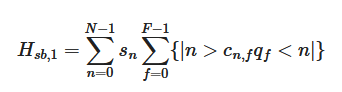 $H_{sb,1} = \sum_{n=0}^{N-1} s_n \sum_{f=0}^{F-1} \{|n > c_{n,f} q_f < n|\}$